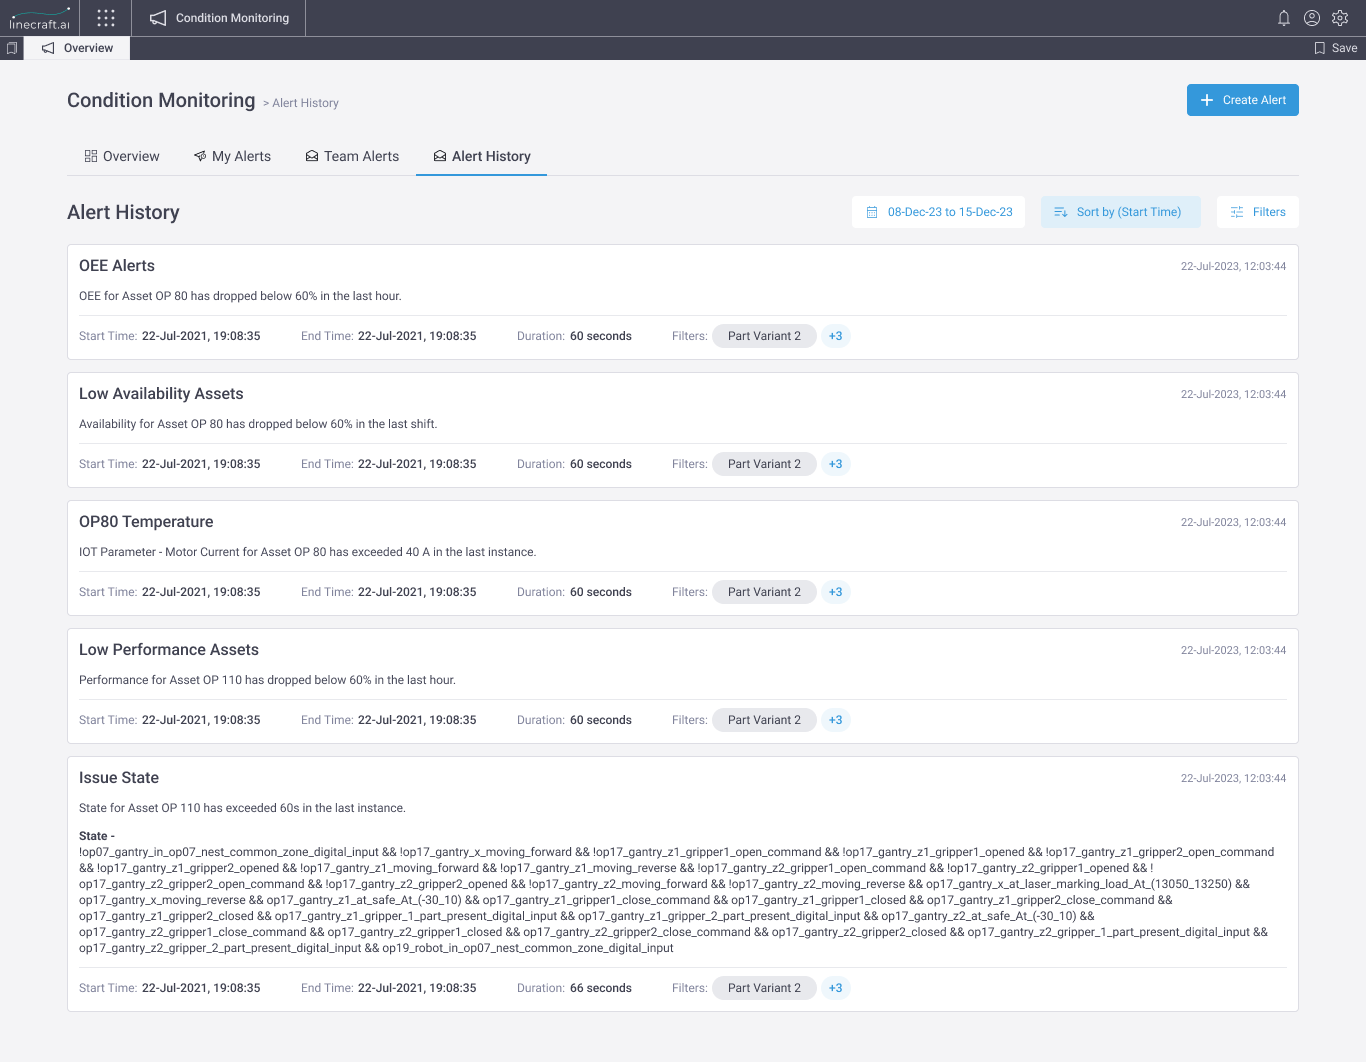 linecraft.ai
Condition Monitoring
Overview
Save
Condition Monitoring > Alert History
Create Alert
Overview
My Alerts
Team Alerts
Alert History
Alert History
08-Dec-23 to 15-Dec-23
Sort by (Start Time)
Filters
OEE Alerts
22-Jul-2023, 12:03:44
OEE for Asset OP 80 has dropped below 60% in the last hour.
Start Time: 22-Jul-2021, 19:08:35 End Time: 22-Jul-2021, 19:08:35 Duration: 60 seconds Filters: Part Variant 2 +3
Low Availability Assets
22-Jul-2023, 12:03:44
Availability for Asset OP 80 has dropped below 60% in the last shift.
Start Time: 22-Jul-2021, 19:08:35 End Time: 22-Jul-2021, 19:08:35 Duration: 60 seconds Filters: Part Variant 2 +3
OP80 Temperature
22-Jul-2023, 12:03:44
IOT Parameter - Motor Current for Asset OP 80 has exceeded 40 A in the last instance.
Start Time: 22-Jul-2021, 19:08:35 End Time: 22-Jul-2021, 19:08:35 Duration: 60 seconds Filters: Part Variant 2 +3
Low Performance Assets
22-Jul-2023, 12:03:44
Performance for Asset OP 110 has dropped below 60% in the last hour.
Start Time: 22-Jul-2021, 19:08:35 End Time: 22-Jul-2021, 19:08:35 Duration: 60 seconds Filters: Part Variant 2 +3
Issue State
22-Jul-2023, 12:03:44
State for Asset OP 110 has exceeded 60s in the last instance.
State -
!op07_gantry_in_op07_nest_common_zone_digital_input && !op17_gantry_x_moving_forward && !op17_gantry_z1_gripper1_open_command && !op17_gantry_z1_gripper1_opened && !op17_gantry_z1_gripper2_open_command
&& !op17_gantry_z1_gripper2_opened && !op17_gantry_z1_moving_forward && !op17_gantry_z1_moving_reverse && !op17_gantry_z2_gripper1_open_command && !op17_gantry_z2_gripper1_opened && !
op17_gantry_z2_gripper2_open_command && !op17_gantry_z2_gripper2_opened && !op17_gantry_z2_moving_forward && !op17_gantry_z2_moving_reverse && op17_gantry_x_at_laser_marking_load_At_(13050_13250) &&
op17_gantry_x_moving_reverse && op17_gantry_z1_at_safe_At_(-30_10) && op17_gantry_z1_gripper1_close_command && op17_gantry_z1_gripper1_closed && op17_gantry_z1_gripper2_close_command &&
op17_gantry_z1_gripper2_closed && op17_gantry_z1_gripper_1_part_present_digital_input && op17_gantry_z1_gripper_2_part_present_digital_input && op17_gantry_z2_at_safe_At_(-30_10) &&
op17_gantry_z2_gripper1_close_command && op17_gantry_z2_gripper1_closed && op17_gantry_z2_gripper2_close_command && op17_gantry_z2_gripper2_closed && op17_gantry_z2_gripper_1_part_present_digital_input &&
op17_gantry_z2_gripper_2_part_present_digital_input && op19_robot_in_op07_nest_common_zone_digital_input
Start Time: 22-Jul-2021, 19:08:35 End Time: 22-Jul-2021, 19:08:35 Duration: 66 seconds Filters: Part Variant 2 +3